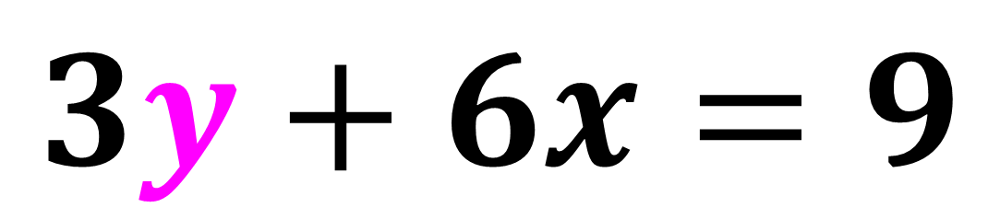 3y + 6x = 9